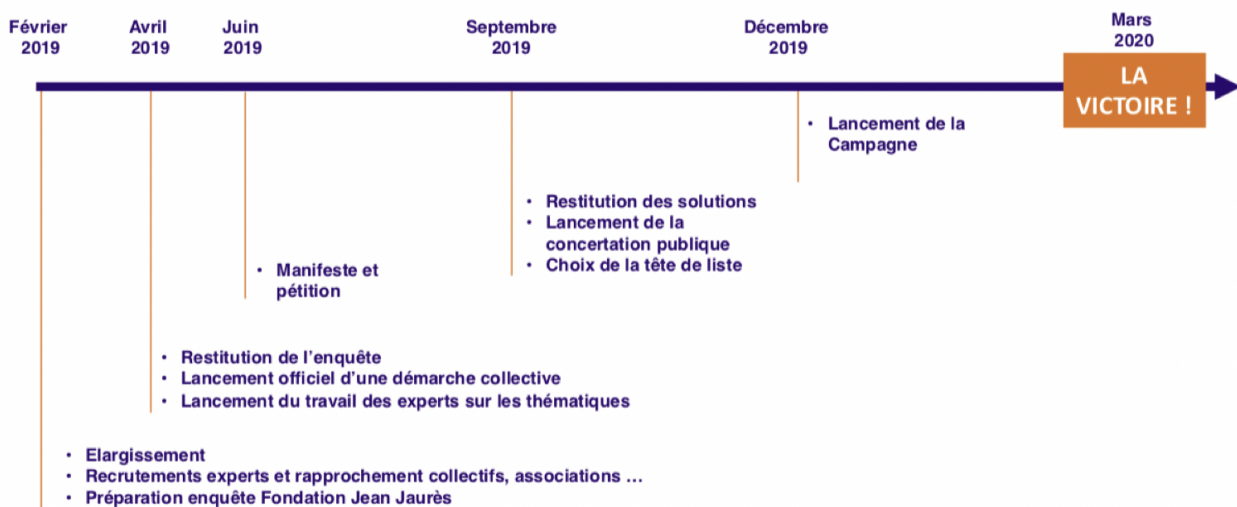 Février
2019
Avril
2019
Juin
2019
Septembre
2019
Décembre
2019
Mars
2020
LA
VICTOIRE !
• Lancement de la
Campagne
• Restitution des solutions
• Lancement de la
concertation publique
• Choix de la tête de liste
• Manifeste et
pétition
• Restitution de l’enquête
• Lancement officiel d’une démarche collective
• Lancement du travail des experts sur les thématiques
• Elargissement
• Recrutements experts et rapprochement collectifs, associations …
• Préparation enquête Fondation Jean Jaurès